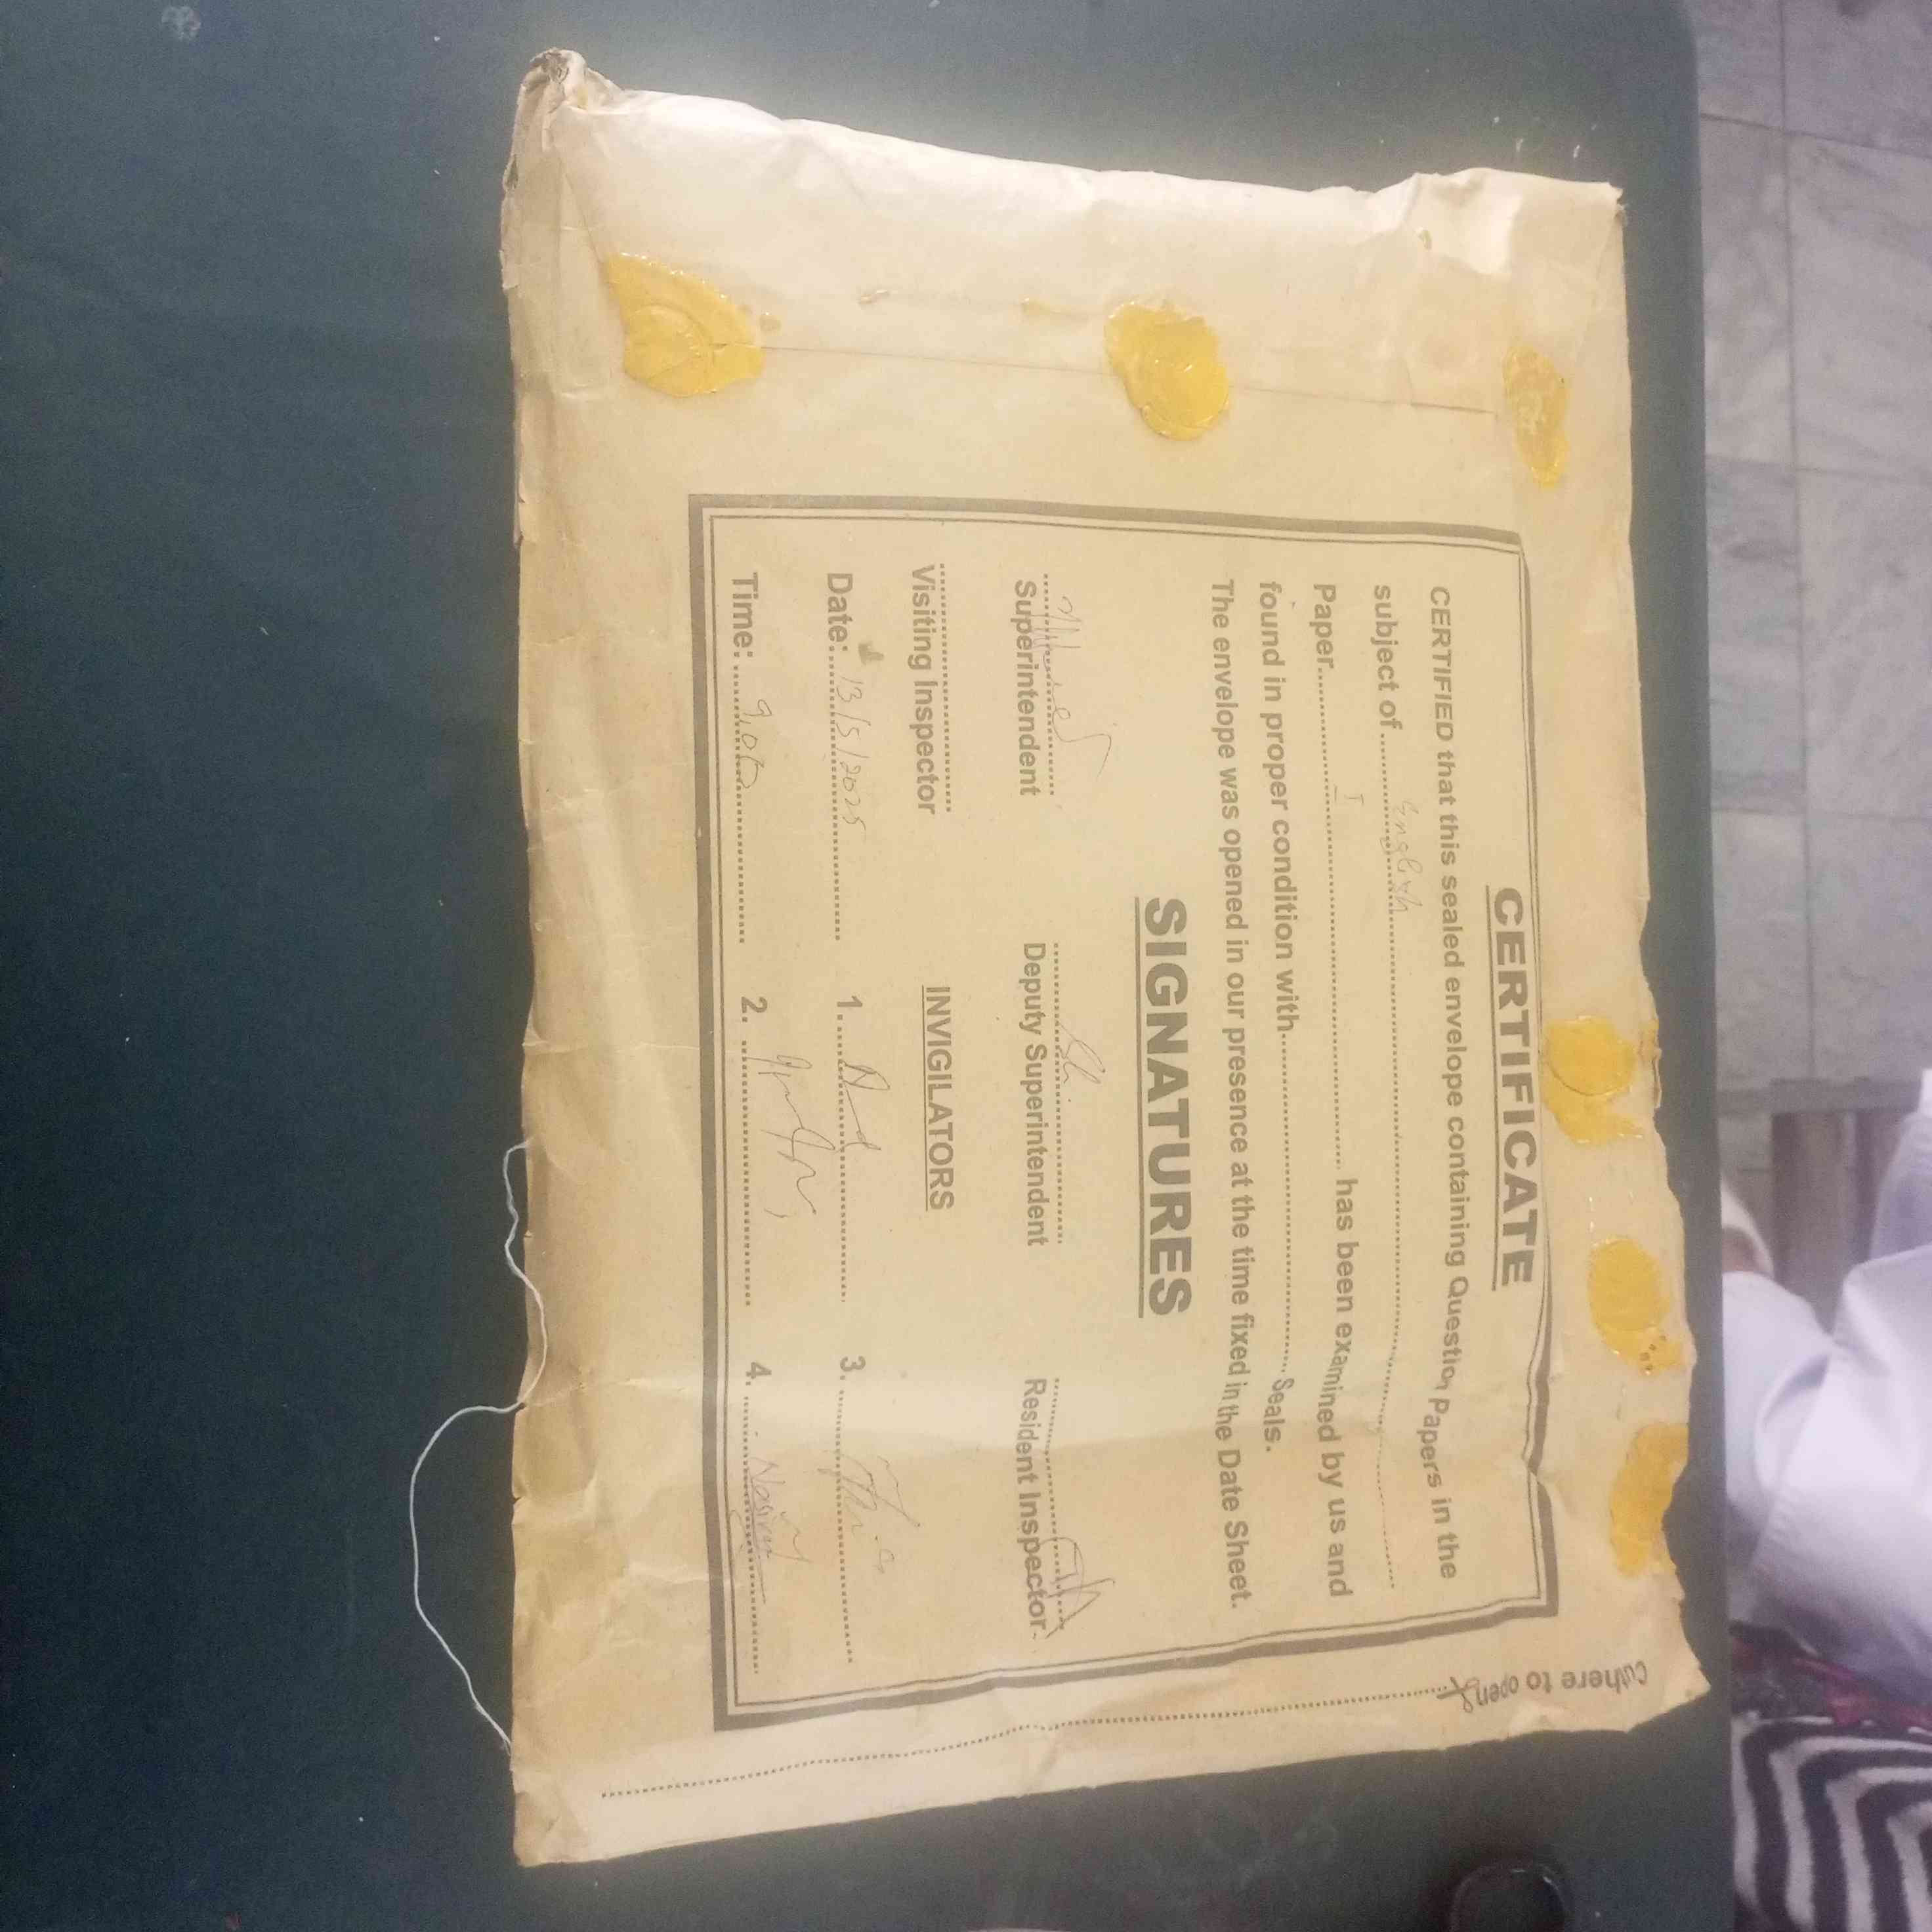 CERTIFICATE
CERTIFIED that this sealed envelope containing Question Papers in the
subject of .......... English ..........
Paper.......... I .......... has been examined by us and
found in proper condition with.......... Seals.
The envelope was opened in our presence at the time fixed in the Date Sheet.
SIGNATURES
Superintendent Deputy Superintendent Resident Inspector
Visiting Inspector INVIGILATORS
Date: 13/5/2025 1. 3.
Time: 9,00 2. 4.
Cut here to open